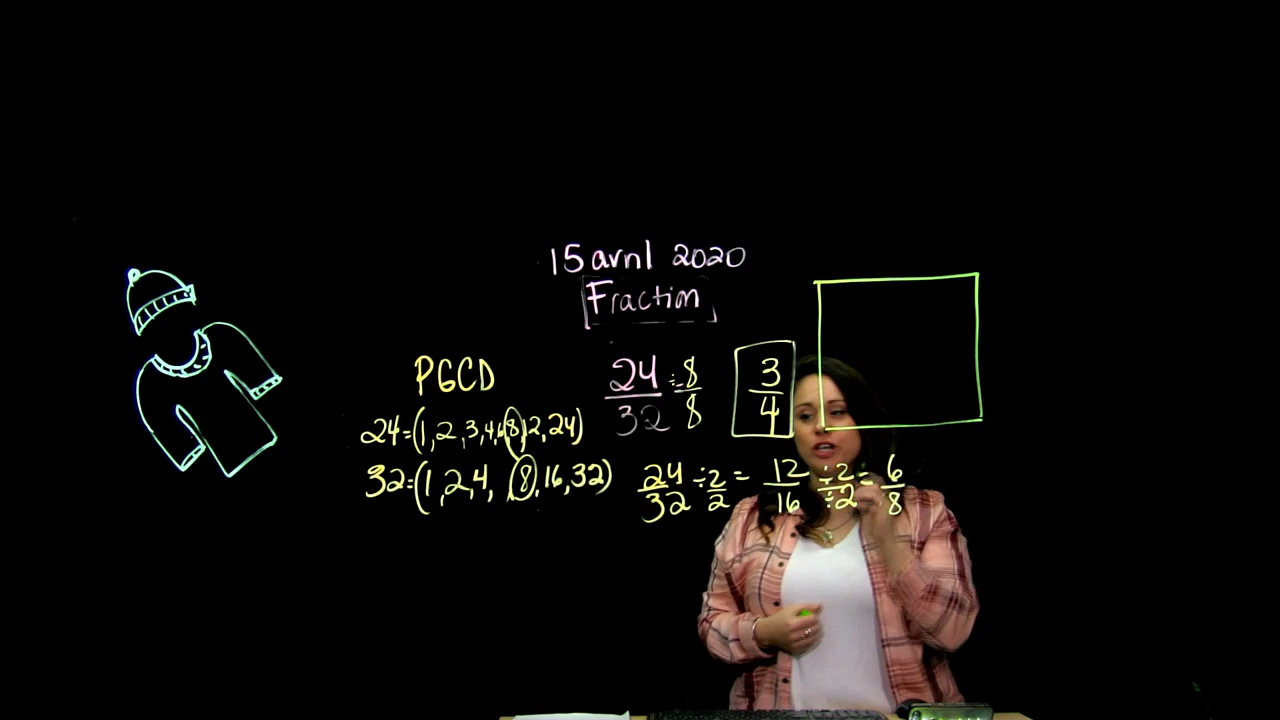 15 avril 2020
Fraction
PGCD
24=(1,2,3,4,6,8,12,24)
32=(1,2,4, ,8,16,32)
24/32 ÷ 8/8
3/4
24/32 ÷ 2/2 = 12/16 ÷2/÷2 = 6/8